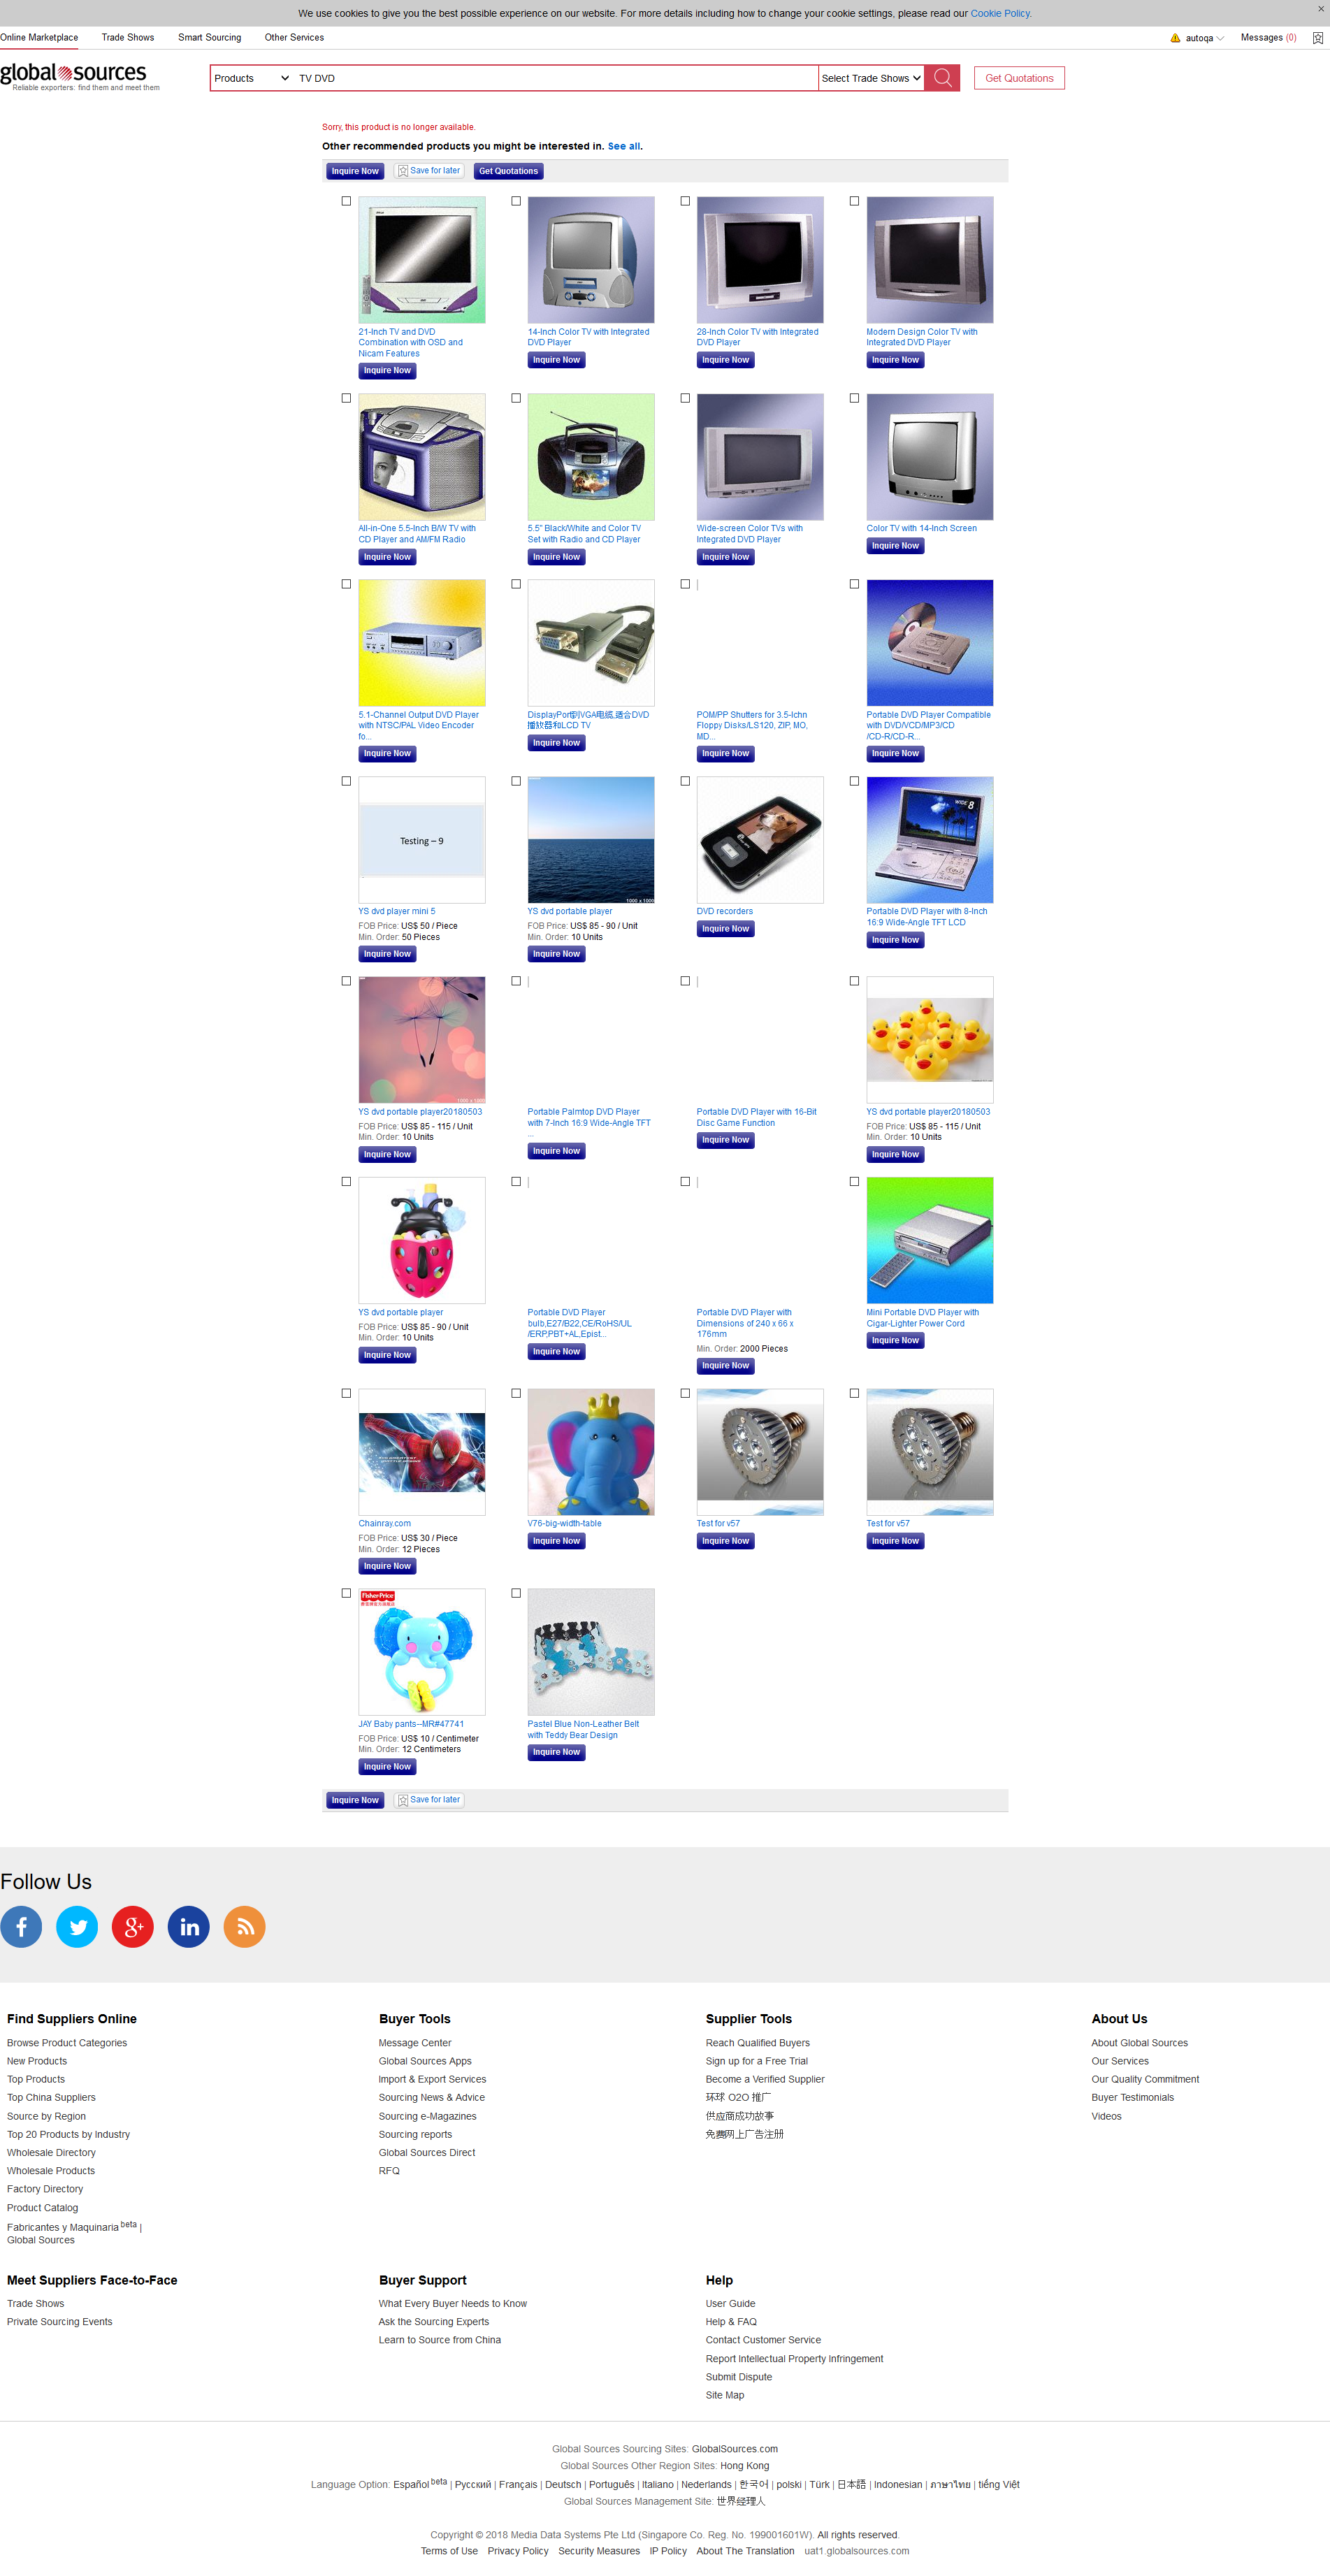 We use cookies to give you the best possible experience on our website. For more details including how to change your cookie settings, please read our Cookie Policy.
Online Marketplace Trade Shows Smart Sourcing Other Services autoqa Messages (0)
global sources
Reliable exporters: find them and meet them
Products TV DVD Select Trade Shows Get Quotations
Sorry, this product is no longer available.
Other recommended products you might be interested in. See all.
Inquire Now Save for later Get Quotations
21-Inch TV and DVD
Combination with OSD and
Nicam Features
Inquire Now
14-Inch Color TV with Integrated
DVD Player
Inquire Now
28-Inch Color TV with Integrated
DVD Player
Inquire Now
Modern Design Color TV with
Integrated DVD Player
Inquire Now
All-in-One 5.5-Inch B/W TV with
CD Player and AM/FM Radio
Inquire Now
5.5" Black/White and Color TV
Set with Radio and CD Player
Inquire Now
Wide-screen Color TVs with
Integrated DVD Player
Inquire Now
Color TV with 14-Inch Screen
Inquire Now
5.1-Channel Output DVD Player
with NTSC/PAL Video Encoder
fo...
Inquire Now
DisplayPort到VGA电缆,适合DVD
播放器和LCD TV
Inquire Now
POM/PP Shutters for 3.5-Ichn
Floppy Disks/LS120, ZIP, MO,
MD...
Inquire Now
Portable DVD Player Compatible
with DVD/VCD/MP3/CD
/CD-R/CD-R...
Inquire Now
Testing – 9
YS dvd player mini 5
FOB Price: US$ 50 / Piece
Min. Order: 50 Pieces
Inquire Now
1000 x 1000
YS dvd portable player
FOB Price: US$ 85 - 90 / Unit
Min. Order: 10 Units
Inquire Now
DVD recorders
Inquire Now
WIDE 8
Portable DVD Player with 8-Inch
16:9 Wide-Angle TFT LCD
Inquire Now
1000 x 1000
YS dvd portable player20180503
FOB Price: US$ 85 - 115 / Unit
Min. Order: 10 Units
Inquire Now
Portable Palmtop DVD Player
with 7-Inch 16:9 Wide-Angle TFT
...
Inquire Now
Portable DVD Player with 16-Bit
Disc Game Function
Inquire Now
YS dvd portable player20180503
FOB Price: US$ 85 - 115 / Unit
Min. Order: 10 Units
Inquire Now
YS dvd portable player
FOB Price: US$ 85 - 90 / Unit
Min. Order: 10 Units
Inquire Now
Portable DVD Player
bulb,E27/B22,CE/RoHS/UL
/ERP,PBT+AL,Epist...
Inquire Now
Portable DVD Player with
Dimensions of 240 x 66 x
176mm
Min. Order: 2000 Pieces
Inquire Now
Mini Portable DVD Player with
Cigar-Lighter Power Cord
Inquire Now
Chainray.com
FOB Price: US$ 30 / Piece
Min. Order: 12 Pieces
Inquire Now
V76-big-width-table
Inquire Now
Test for v57
Inquire Now
Test for v57
Inquire Now
Fisher-Price
JAY Baby pants--MR#47741
FOB Price: US$ 10 / Centimeter
Min. Order: 12 Centimeters
Inquire Now
Pastel Blue Non-Leather Belt
with Teddy Bear Design
Inquire Now
Inquire Now Save for later
Follow Us
Find Suppliers Online
Browse Product Categories
New Products
Top Products
Top China Suppliers
Source by Region
Top 20 Products by Industry
Wholesale Directory
Wholesale Products
Factory Directory
Product Catalog
Fabricantes y Maquinaria beta |
Global Sources
Buyer Tools
Message Center
Global Sources Apps
Import & Export Services
Sourcing News & Advice
Sourcing e-Magazines
Sourcing reports
Global Sources Direct
RFQ
Supplier Tools
Reach Qualified Buyers
Sign up for a Free Trial
Become a Verified Supplier
环球 O2O 推广
供应商成功故事
免费网上广告注册
About Us
About Global Sources
Our Services
Our Quality Commitment
Buyer Testimonials
Videos
Meet Suppliers Face-to-Face
Trade Shows
Private Sourcing Events
Buyer Support
What Every Buyer Needs to Know
Ask the Sourcing Experts
Learn to Source from China
Help
User Guide
Help & FAQ
Contact Customer Service
Report Intellectual Property Infringement
Submit Dispute
Site Map
Global Sources Sourcing Sites: GlobalSources.com
Global Sources Other Region Sites: Hong Kong
Language Option: Español beta | Русский | Français | Deutsch | Português | Italiano | Nederlands | 한국어 | polski | Türk | 日本語 | Indonesian | ภาษาไทย | tiếng Việt
Global Sources Management Site: 世界经理人
Copyright © 2018 Media Data Systems Pte Ltd (Singapore Co. Reg. No. 199001601W). All rights reserved.
Terms of Use Privacy Policy Security Measures IP Policy About The Translation uat1.globalsources.com